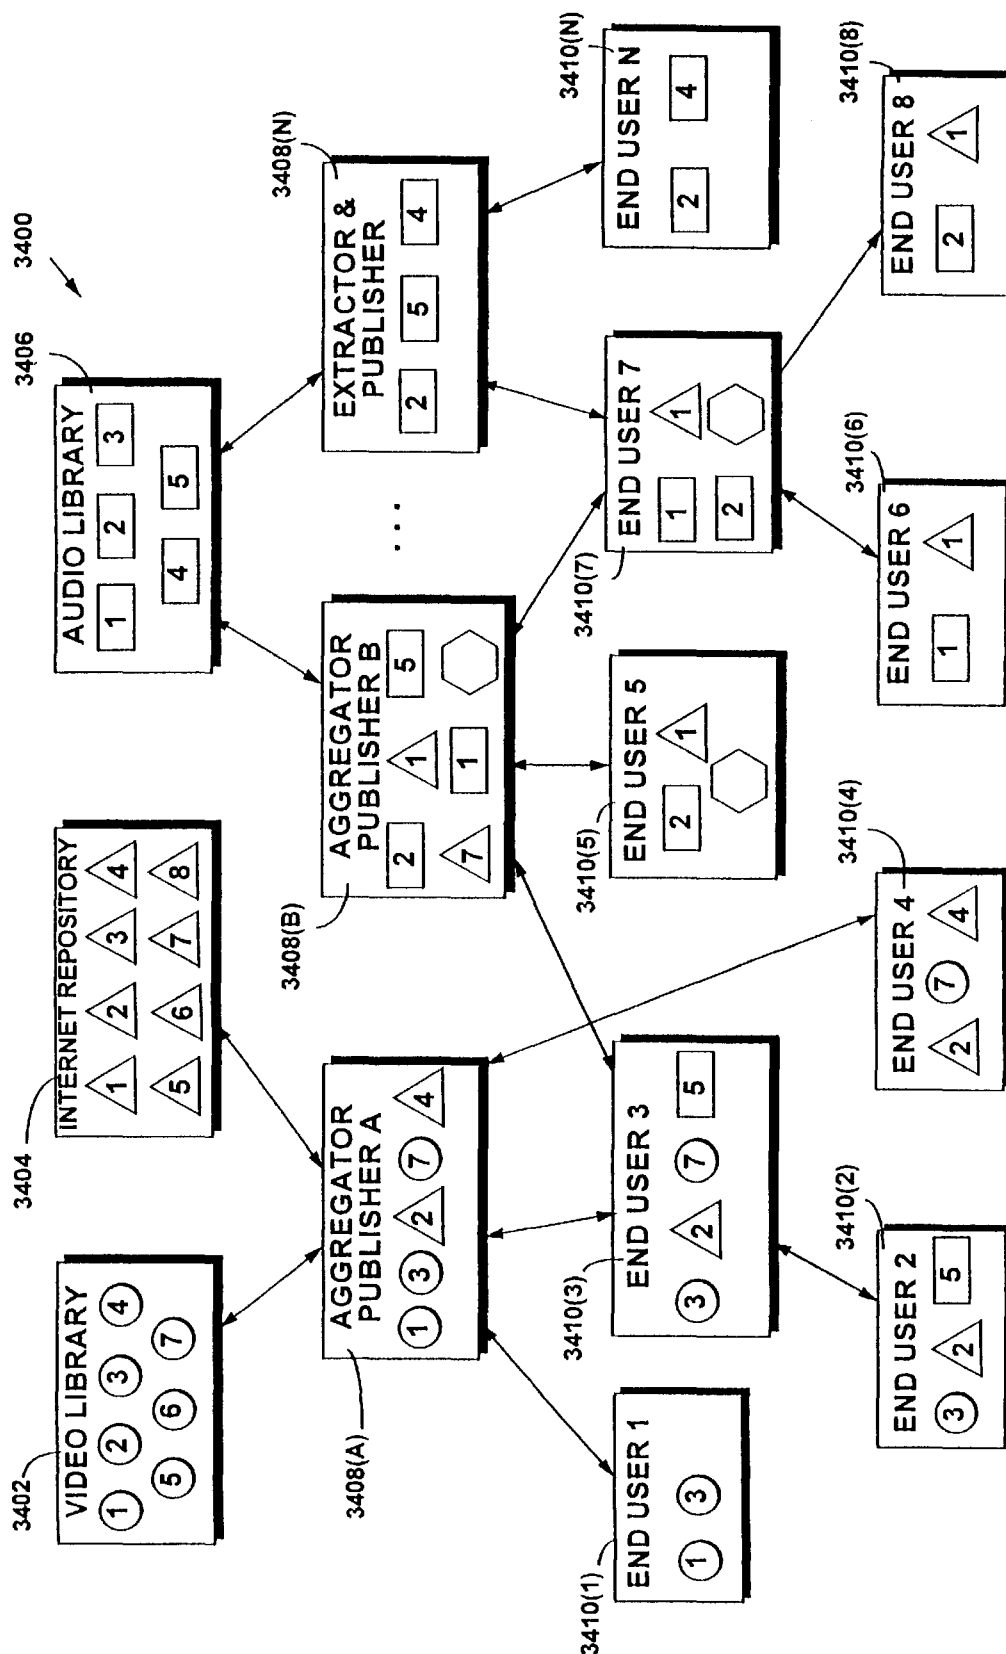 3400
3402
VIDEO LIBRARY
1 2 3 4
5 6 7
3404
INTERNET REPOSITORY
1 2 3 4
5 6 7 8
3406
AUDIO LIBRARY
1 2 3
4 5
3408(A)
AGGREGATOR
PUBLISHER A
1 3 2 7 4
3408(B)
AGGREGATOR
PUBLISHER B
2 1 5
7 1
...
3408(N)
EXTRACTOR &
PUBLISHER
2 5 4
3410(1)
END USER 1
1 3
3410(3)
END USER 3
3 2 7 5
3410(5)
END USER 5
2 1
3410(7)
END USER 7
1 1
2
3410(N)
END USER N
2 4
3410(2)
END USER 2
3 2 5
3410(4)
END USER 4
2 7 4
3410(6)
END USER 6
1 1
3410(8)
END USER 8
2 1